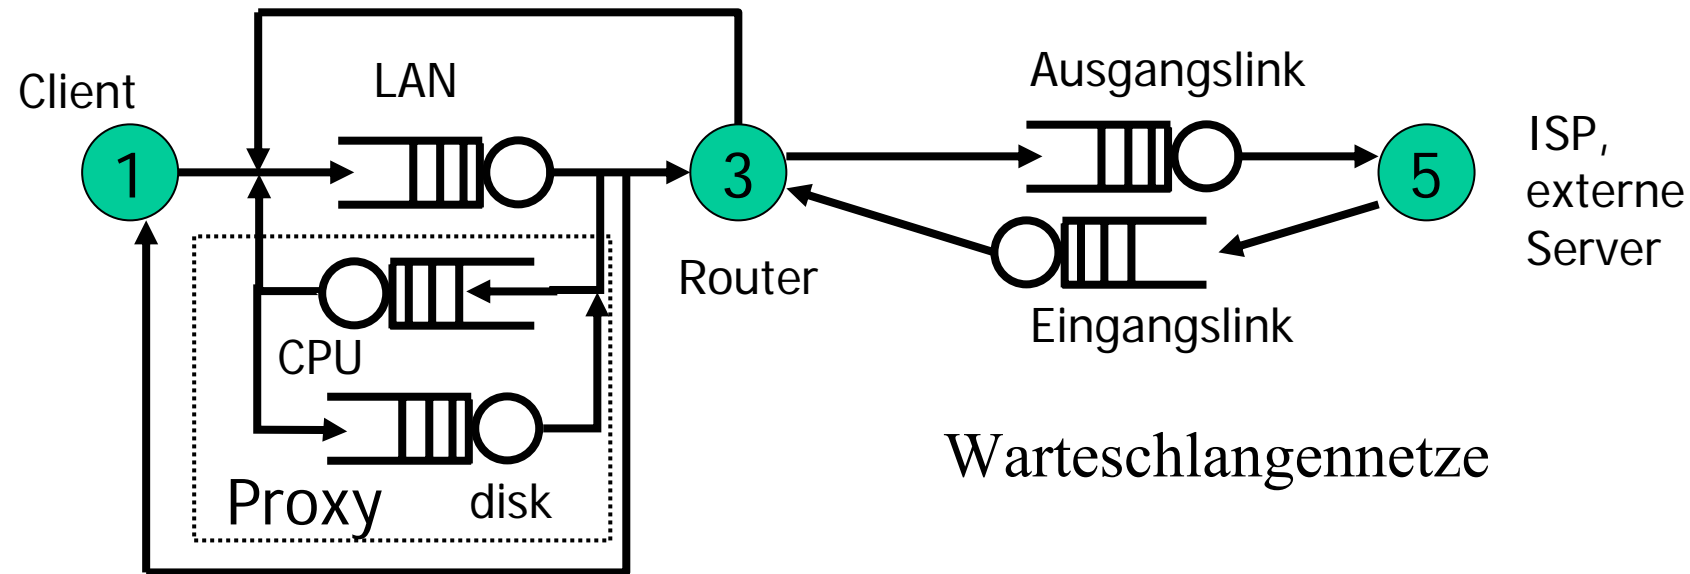 Client
LAN
Ausgangslink
1
3
5
ISP,
externe
Server
Router
Eingangslink
CPU
Proxy
disk
Warteschlangennetze